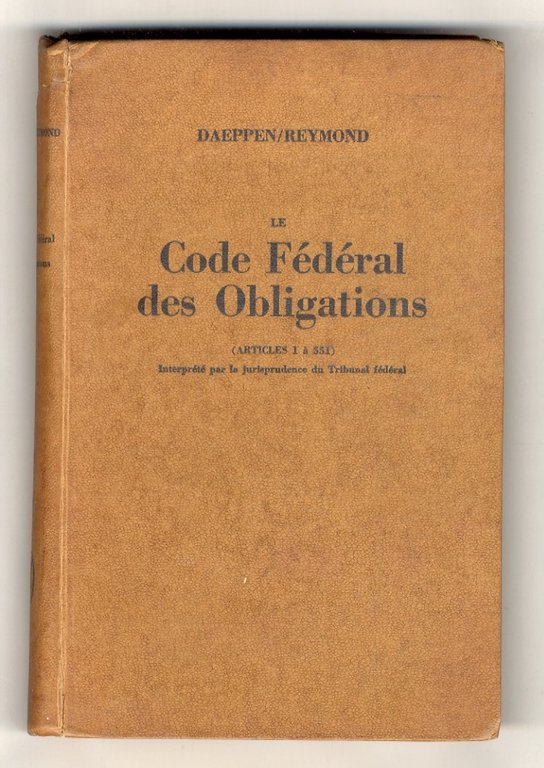 DAEPPEN/REYMOND
LE
Code Fédéral
des Obligations
(ARTICLES 1 à 551)
Interprété par la jurisprudence du Tribunal fédéral